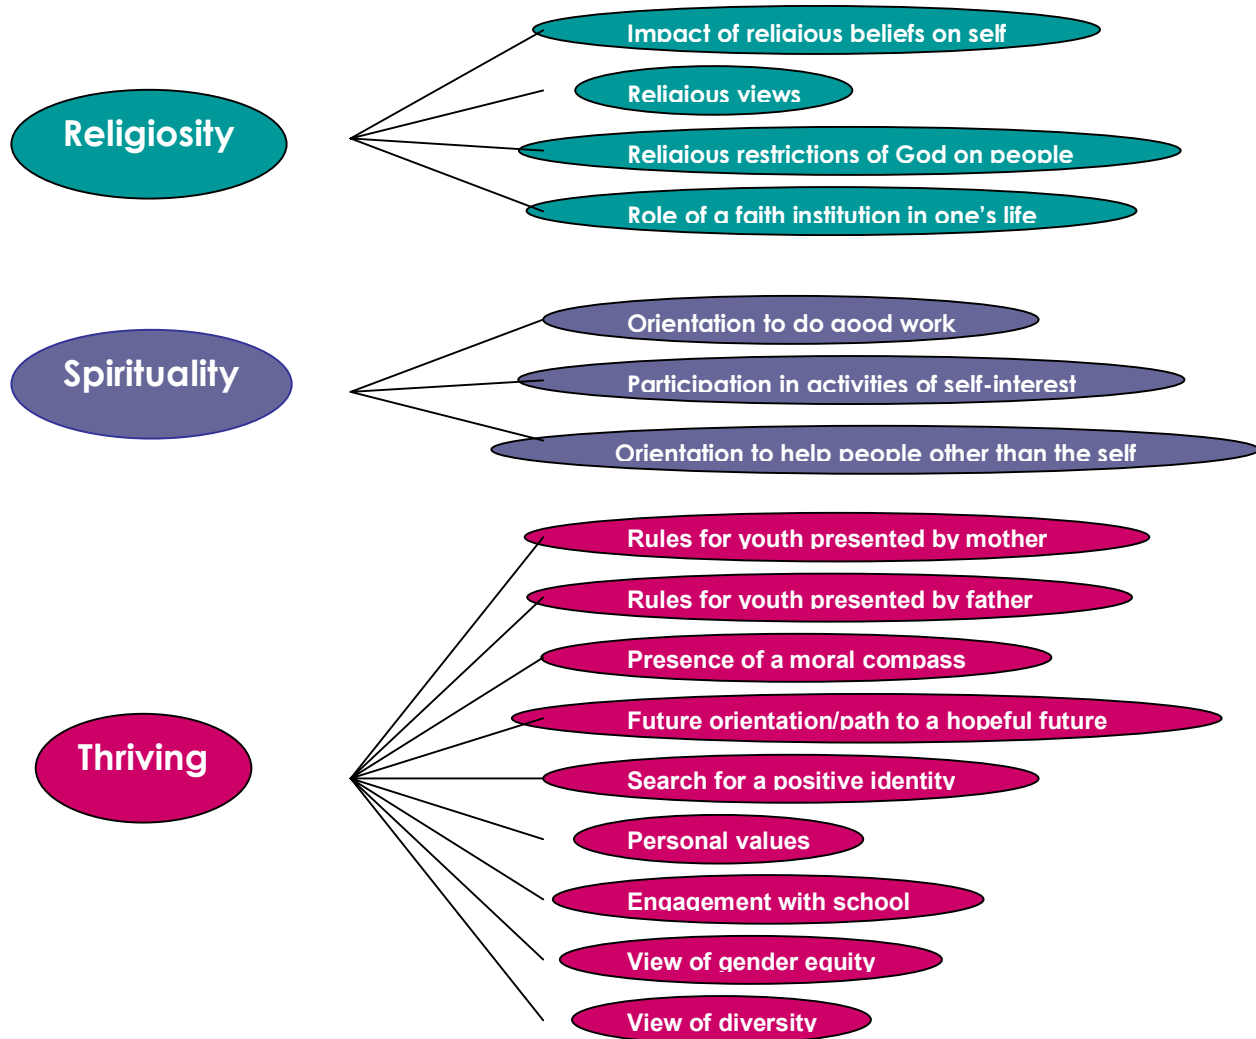 Religiosity
Impact of religious beliefs on self
Religious views
Religious restrictions of God on people
Role of a faith institution in one's life
Spirituality
Orientation to do good work
Participation in activities of self-interest
Orientation to help people other than the self
Thriving
Rules for youth presented by mother
Rules for youth presented by father
Presence of a moral compass
Future orientation/path to a hopeful future
Search for a positive identity
Personal values
Engagement with school
View of gender equity
View of diversity